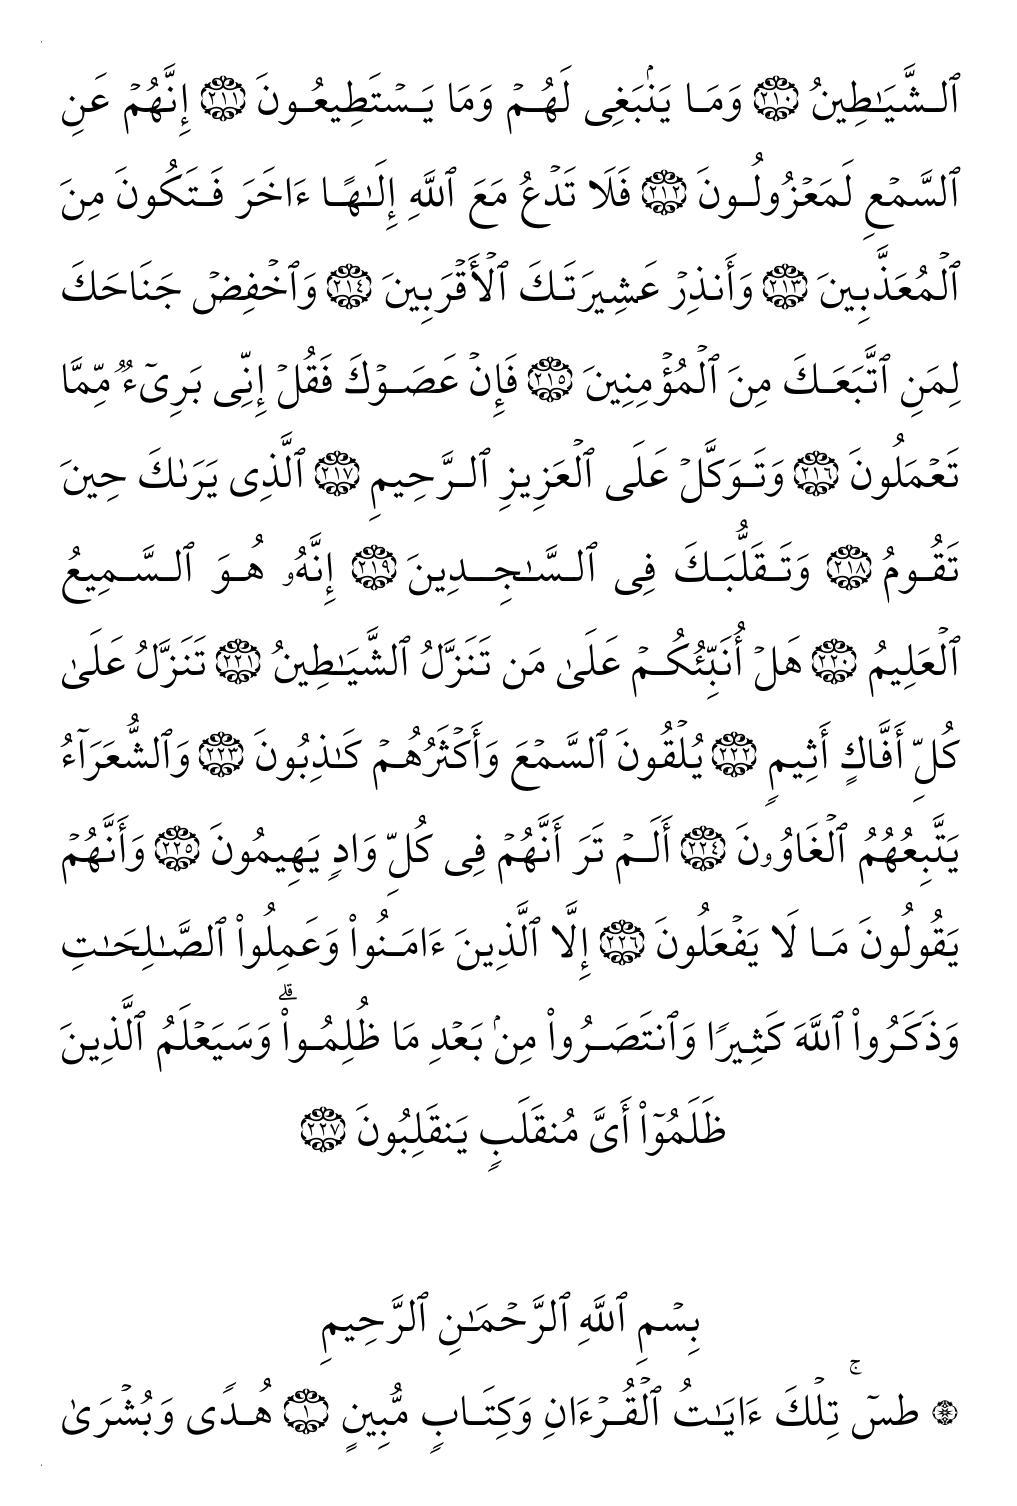 ٱلشَّيَـٰطِينُ ٢١٠ وَمَا يَنۢبَغِى لَهُمْ وَمَا يَسْتَطِيعُونَ ٢١١ إِنَّهُمْ عَنِ
ٱلسَّمْعِ لَمَعْزُولُونَ ٢١٢ فَلَا تَدْعُ مَعَ ٱللَّهِ إِلَـٰهًا ءَاخَرَ فَتَكُونَ مِنَ
ٱلْمُعَذَّبِينَ ٢١٣ وَأَنذِرْ عَشِيرَتَكَ ٱلْأَقْرَبِينَ ٢١٤ وَٱخْفِضْ جَنَاحَكَ
لِمَنِ ٱتَّبَعَكَ مِنَ ٱلْمُؤْمِنِينَ ٢١٥ فَإِنْ عَصَوْكَ فَقُلْ إِنِّى بَرِىٓءٌ مِّمَّا
تَعْمَلُونَ ٢١٦ وَتَوَكَّلْ عَلَى ٱلْعَزِيزِ ٱلرَّحِيمِ ٢١٧ ٱلَّذِى يَرَىٰكَ حِينَ
تَقُومُ ٢١٨ وَتَقَلُّبَكَ فِى ٱلسَّـٰجِدِينَ ٢١٩ إِنَّهُۥ هُوَ ٱلسَّمِيعُ
ٱلْعَلِيمُ ٢٢٠ هَلْ أُنَبِّئُكُمْ عَلَىٰ مَن تَنَزَّلُ ٱلشَّيَـٰطِينُ ٢٢١ تَنَزَّلُ عَلَىٰ
كُلِّ أَفَّاكٍ أَثِيمٍ ٢٢٢ يُلْقُونَ ٱلسَّمْعَ وَأَكْثَرُهُمْ كَـٰذِبُونَ ٢٢٣ وَٱلشُّعَرَآءُ
يَتَّبِعُهُمُ ٱلْغَاوُۥنَ ٢٢٤ أَلَمْ تَرَ أَنَّهُمْ فِى كُلِّ وَادٍ يَهِيمُونَ ٢٢٥ وَأَنَّهُمْ
يَقُولُونَ مَا لَا يَفْعَلُونَ ٢٢٦ إِلَّا ٱلَّذِينَ ءَامَنُوا۟ وَعَمِلُوا۟ ٱلصَّـٰلِحَـٰتِ
وَذَكَرُوا۟ ٱللَّهَ كَثِيرًا وَٱنتَصَرُوا۟ مِنۢ بَعْدِ مَا ظُلِمُوا۟ ۗ وَسَيَعْلَمُ ٱلَّذِينَ
ظَلَمُوٓا۟ أَىَّ مُنقَلَبٍ يَنقَلِبُونَ ٢٢٧
بِسْمِ ٱللَّهِ ٱلرَّحْمَـٰنِ ٱلرَّحِيمِ
۞ طسٓ ۚ تِلْكَ ءَايَـٰتُ ٱلْقُرْءَانِ وَكِتَابٍ مُّبِينٍ ١ هُدًى وَبُشْرَىٰ